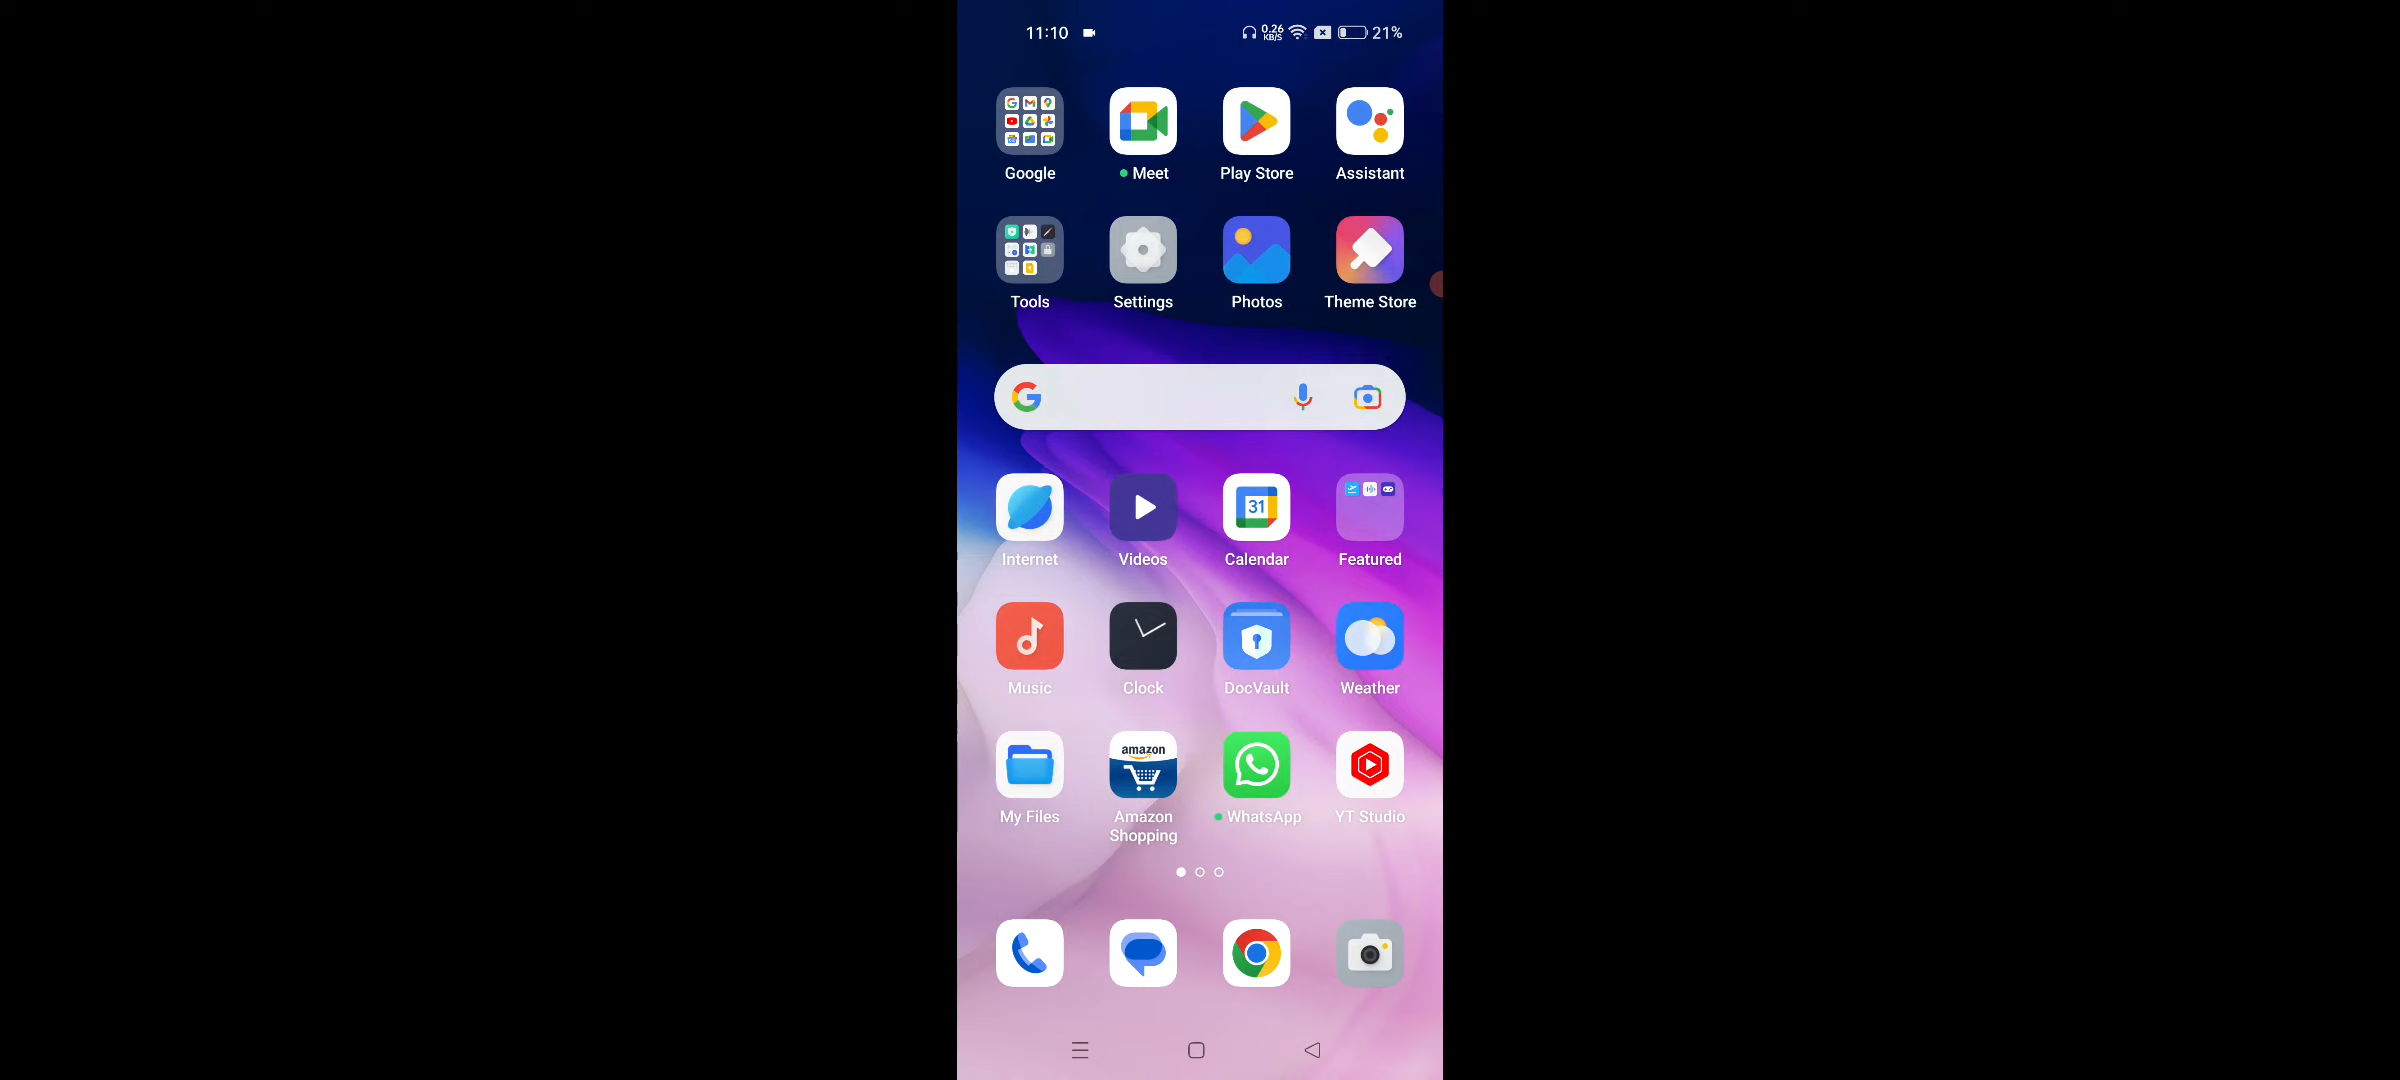 11:10 0.26 KB/S 21%
Google Meet Play Store Assistant
Tools Settings Photos Theme Store
31
Internet Videos Calendar Featured
Music Clock DocVault Weather
amazon
My Files Amazon Shopping WhatsApp YT Studio